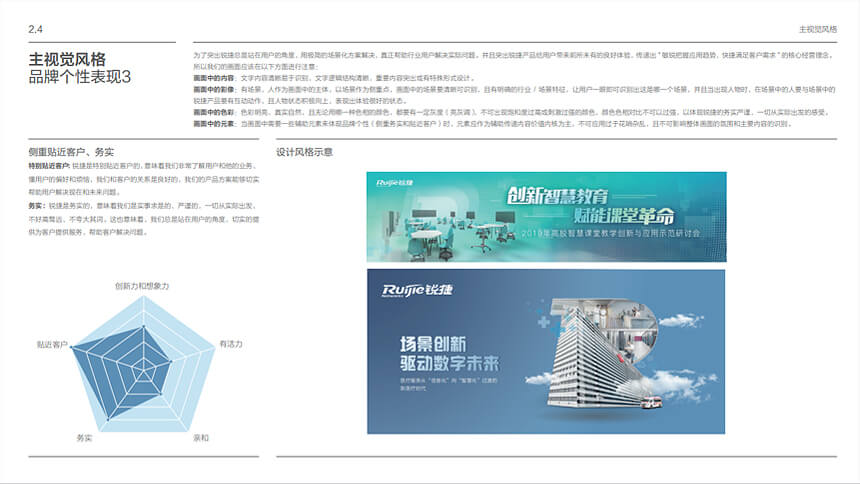 2.4
主视觉风格
主视觉风格
品牌个性表现3
为了突出锐捷总是站在用户的角度，用极简的场景化方案解决，真正帮助行业用户解决实际问题，并且突出锐捷产品给用户带来前所未有的良好体验，传递出“敏锐把握应用趋势，快捷满足客户需求”的核心经营理念。
所以我们的画面应该在以下方面进行注意：
画面中的内容：文字内容清晰易于识别，文字逻辑结构清晰，重要内容突出或有特殊形式设计。
画面中的影像：有场景，人作为画面中的主体，以场景作为侧重点，画面中的场景要清晰可识别，且有明确的行业/场景特征，让用户一眼即可识别出这是哪一个场景，并且当出现人物时，在场景中的人要与场景中的
锐捷产品要有互动动作，且人物状态积极向上，表现出体验很好的状态。
画面中的色彩：色彩明亮，真实自然，且无论用哪一种色相的颜色，都要有一定灰度（亮灰调），不可出现饱和度过高或刺激过强的颜色，颜色色相对比不可以过强，以体现锐捷的务实严谨，一切从实际出发的感受。
画面中的元素：当画面中需要一些辅助元素来体现品牌个性（侧重务实和贴近客户）时，元素应作为辅助传递内容价值内核为主，不可应用过于花哨杂乱，且不可影响整体画面的氛围和主要内容的识别。
侧重贴近客户、务实
特别贴近客户：锐捷是特别贴近客户的，意味着我们非常了解用户和他的业务，
懂用户的偏好和烦恼，我们和客户的关系是良好的，我们的产品方案能够切实
帮助用户解决现在和未来问题。
务实：锐捷是务实的，意味着我们是实事求是的，严谨的，一切从实际出发，
不好高骛远，不夸大其词，这也意味着，我们总是站在用户的角度，切实的提
供为客户提供服务，帮助客户解决问题。
创新力和想象力
贴近客户
有活力
务实
亲和
设计风格示意
Ruijie锐捷
创新智慧教育
赋能课堂革命
2019年高校智慧课堂教学创新与应用示范研讨会
Ruijie锐捷
Networks
场景创新
驱动数字未来
医疗服务从“信息化”向“智慧化”过渡的
新医疗时代